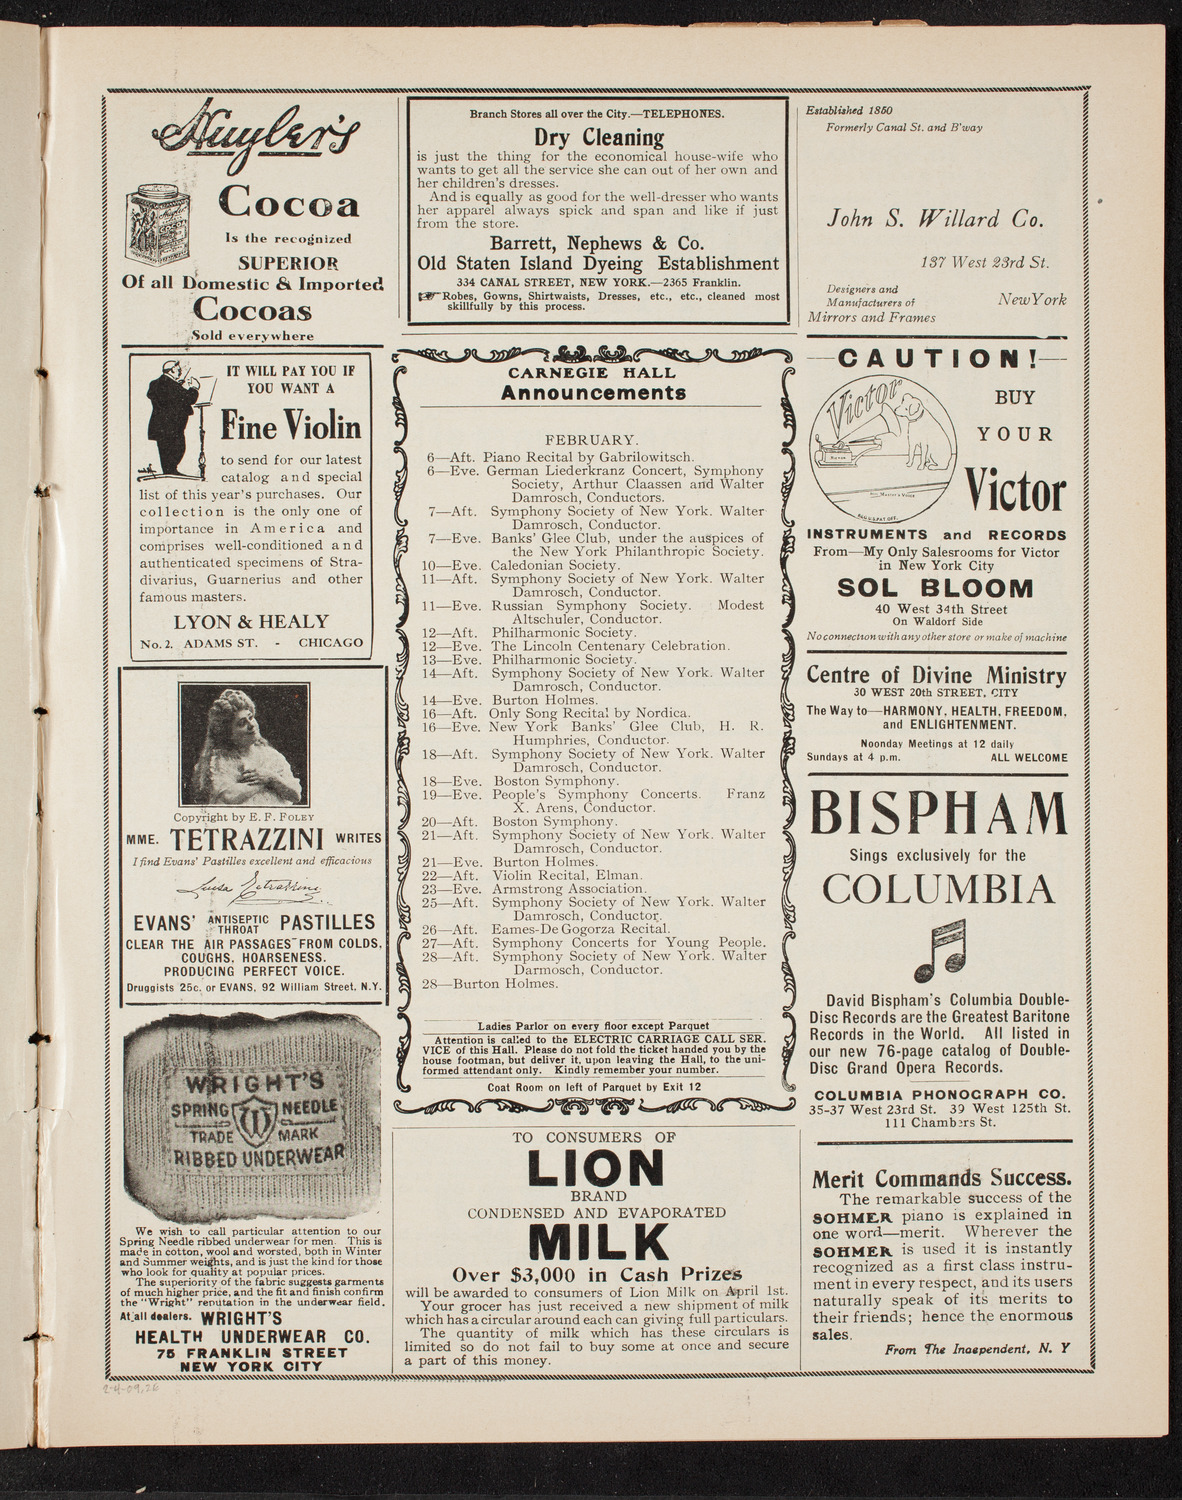 Huyler's
Cocoa
Is the recognized
SUPERIOR
Of all Domestic & Imported
Cocoas
Sold everywhere
IT WILL PAY YOU IF
YOU WANT A
Fine Violin
to send for our latest
catalog and special
list of this year's purchases. Our
collection is the only one of
importance in America and
comprises well-conditioned and
authenticated specimens of Stra-
divarius, Guarnerius and other
famous masters.
LYON & HEALY
No. 2. ADAMS ST. - CHICAGO
Copyright by E. F. FOLEY
MME. TETRAZZINI WRITES
I find Evans' Pastilles excellent and efficacious
Luisa Tetrazzini
EVANS' ANTISEPTIC THROAT PASTILLES
CLEAR THE AIR PASSAGES FROM COLDS,
COUGHS, HOARSENESS.
PRODUCING PERFECT VOICE.
Druggists 25c. or EVANS, 92 William Street, N.Y.
WRIGHT'S
SPRING NEEDLE
TRADE MARK
RIBBED UNDERWEAR
We wish to call particular attention to our
Spring Needle ribbed underwear for men. This is
made in cotton, wool and worsted, both in Winter
and Summer weights, and is just the kind for those
who look for quality at popular prices.
The superiority of the fabric suggests garments
of much higher price, and the fit and finish confirm
the "Wright" reputation in the underwear field.
At all dealers. WRIGHT'S
HEALTH UNDERWEAR CO.
75 FRANKLIN STREET
NEW YORK CITY
2-4-09,2E
Branch Stores all over the City.—TELEPHONES.
Dry Cleaning
is just the thing for the economical house-wife who
wants to get all the service she can out of her own and
her children's dresses.
And is equally as good for the well-dresser who wants
her apparel always spick and span and like if just
from the store.
Barrett, Nephews & Co.
Old Staten Island Dyeing Establishment
334 CANAL STREET, NEW YORK.—2365 Franklin.
Robes, Gowns, Shirtwaists, Dresses, etc., etc., cleaned most
skillfully by this process.
CARNEGIE HALL
Announcements
FEBRUARY.
6—Aft. Piano Recital by Gabrilowitsch.
6—Eve. German Liederkranz Concert, Symphony
Society, Arthur Claassen and Walter
Damrosch, Conductors.
7—Aft. Symphony Society of New York. Walter
Damrosch, Conductor.
7—Eve. Banks' Glee Club, under the auspices of
the New York Philanthropic Society.
10—Eve. Caledonian Society.
11—Aft. Symphony Society of New York. Walter
Damrosch, Conductor.
11—Eve. Russian Symphony Society. Modest
Altschuler, Conductor.
12—Aft. Philharmonic Society.
12—Eve. The Lincoln Centenary Celebration.
13—Eve. Philharmonic Society.
14—Aft. Symphony Society of New York. Walter
Damrosch, Conductor.
14—Eve. Burton Holmes.
16—Aft. Only Song Recital by Nordica.
16—Eve. New York Banks' Glee Club, H. R.
Humphries, Conductor.
18—Aft. Symphony Society of New York. Walter
Damrosch, Conductor.
18—Eve. Boston Symphony.
19—Eve. People's Symphony Concerts. Franz
X. Arens, Conductor.
20—Aft. Boston Symphony.
21—Aft. Symphony Society of New York. Walter
Damrosch, Conductor.
21—Eve. Burton Holmes.
22—Aft. Violin Recital, Elman.
23—Eve. Armstrong Association.
25—Aft. Symphony Society of New York. Walter
Damrosch, Conductor.
26—Aft. Eames-De Gogorza Recital.
27—Aft. Symphony Concerts for Young People.
28—Aft. Symphony Society of New York. Walter
Darmosch, Conductor.
28—Burton Holmes.
Ladies Parlor on every floor except Parquet
Attention is called to the ELECTRIC CARRIAGE CALL SER.
VICE of this Hall. Please do not fold the ticket handed you by the
house footman, but deliver it, upon leaving the Hall, to the uni-
formed attendant only. Kindly remember your number.
Coat Room on left of Parquet by Exit 12
TO CONSUMERS OF
LION
BRAND
CONDENSED AND EVAPORATED
MILK
Over $3,000 in Cash Prizes
will be awarded to consumers of Lion Milk on April 1st.
Your grocer has just received a new shipment of milk
which has a circular around each can giving full particulars.
The quantity of milk which has these circulars is
limited so do not fail to buy some at once and secure
a part of this money.
Established 1850
Formerly Canal St. and B'way
John S. Willard Co.
137 West 23rd St.
Designers and
Manufacturers of New York
Mirrors and Frames
CAUTION!
Victor
BUY
YOUR
Victor
His Master's Voice
REG. U.S. PAT. OFF.
INSTRUMENTS and RECORDS
From—My Only Salesrooms for Victor
in New York City
SOL BLOOM
40 West 34th Street
On Waldorf Side
No connection with any other store or make of machine
Centre of Divine Ministry
30 WEST 20th STREET, CITY
The Way to—HARMONY, HEALTH, FREEDOM,
and ENLIGHTENMENT.
Noonday Meetings at 12 daily
Sundays at 4 p.m. ALL WELCOME
BISPHAM
Sings exclusively for the
COLUMBIA
David Bispham's Columbia Double-
Disc Records are the Greatest Baritone
Records in the World. All listed in
our new 76-page catalog of Double-
Disc Grand Opera Records.
COLUMBIA PHONOGRAPH CO.
35-37 West 23rd St. 39 West 125th St.
111 Chambers St.
Merit Commands Success.
The remarkable success of the
SOHMER piano is explained in
one word—merit. Wherever the
SOHMER is used it is instantly
recognized as a first class instru-
ment in every respect, and its users
naturally speak of its merits to
their friends; hence the enormous
sales.
From The Independent, N. Y